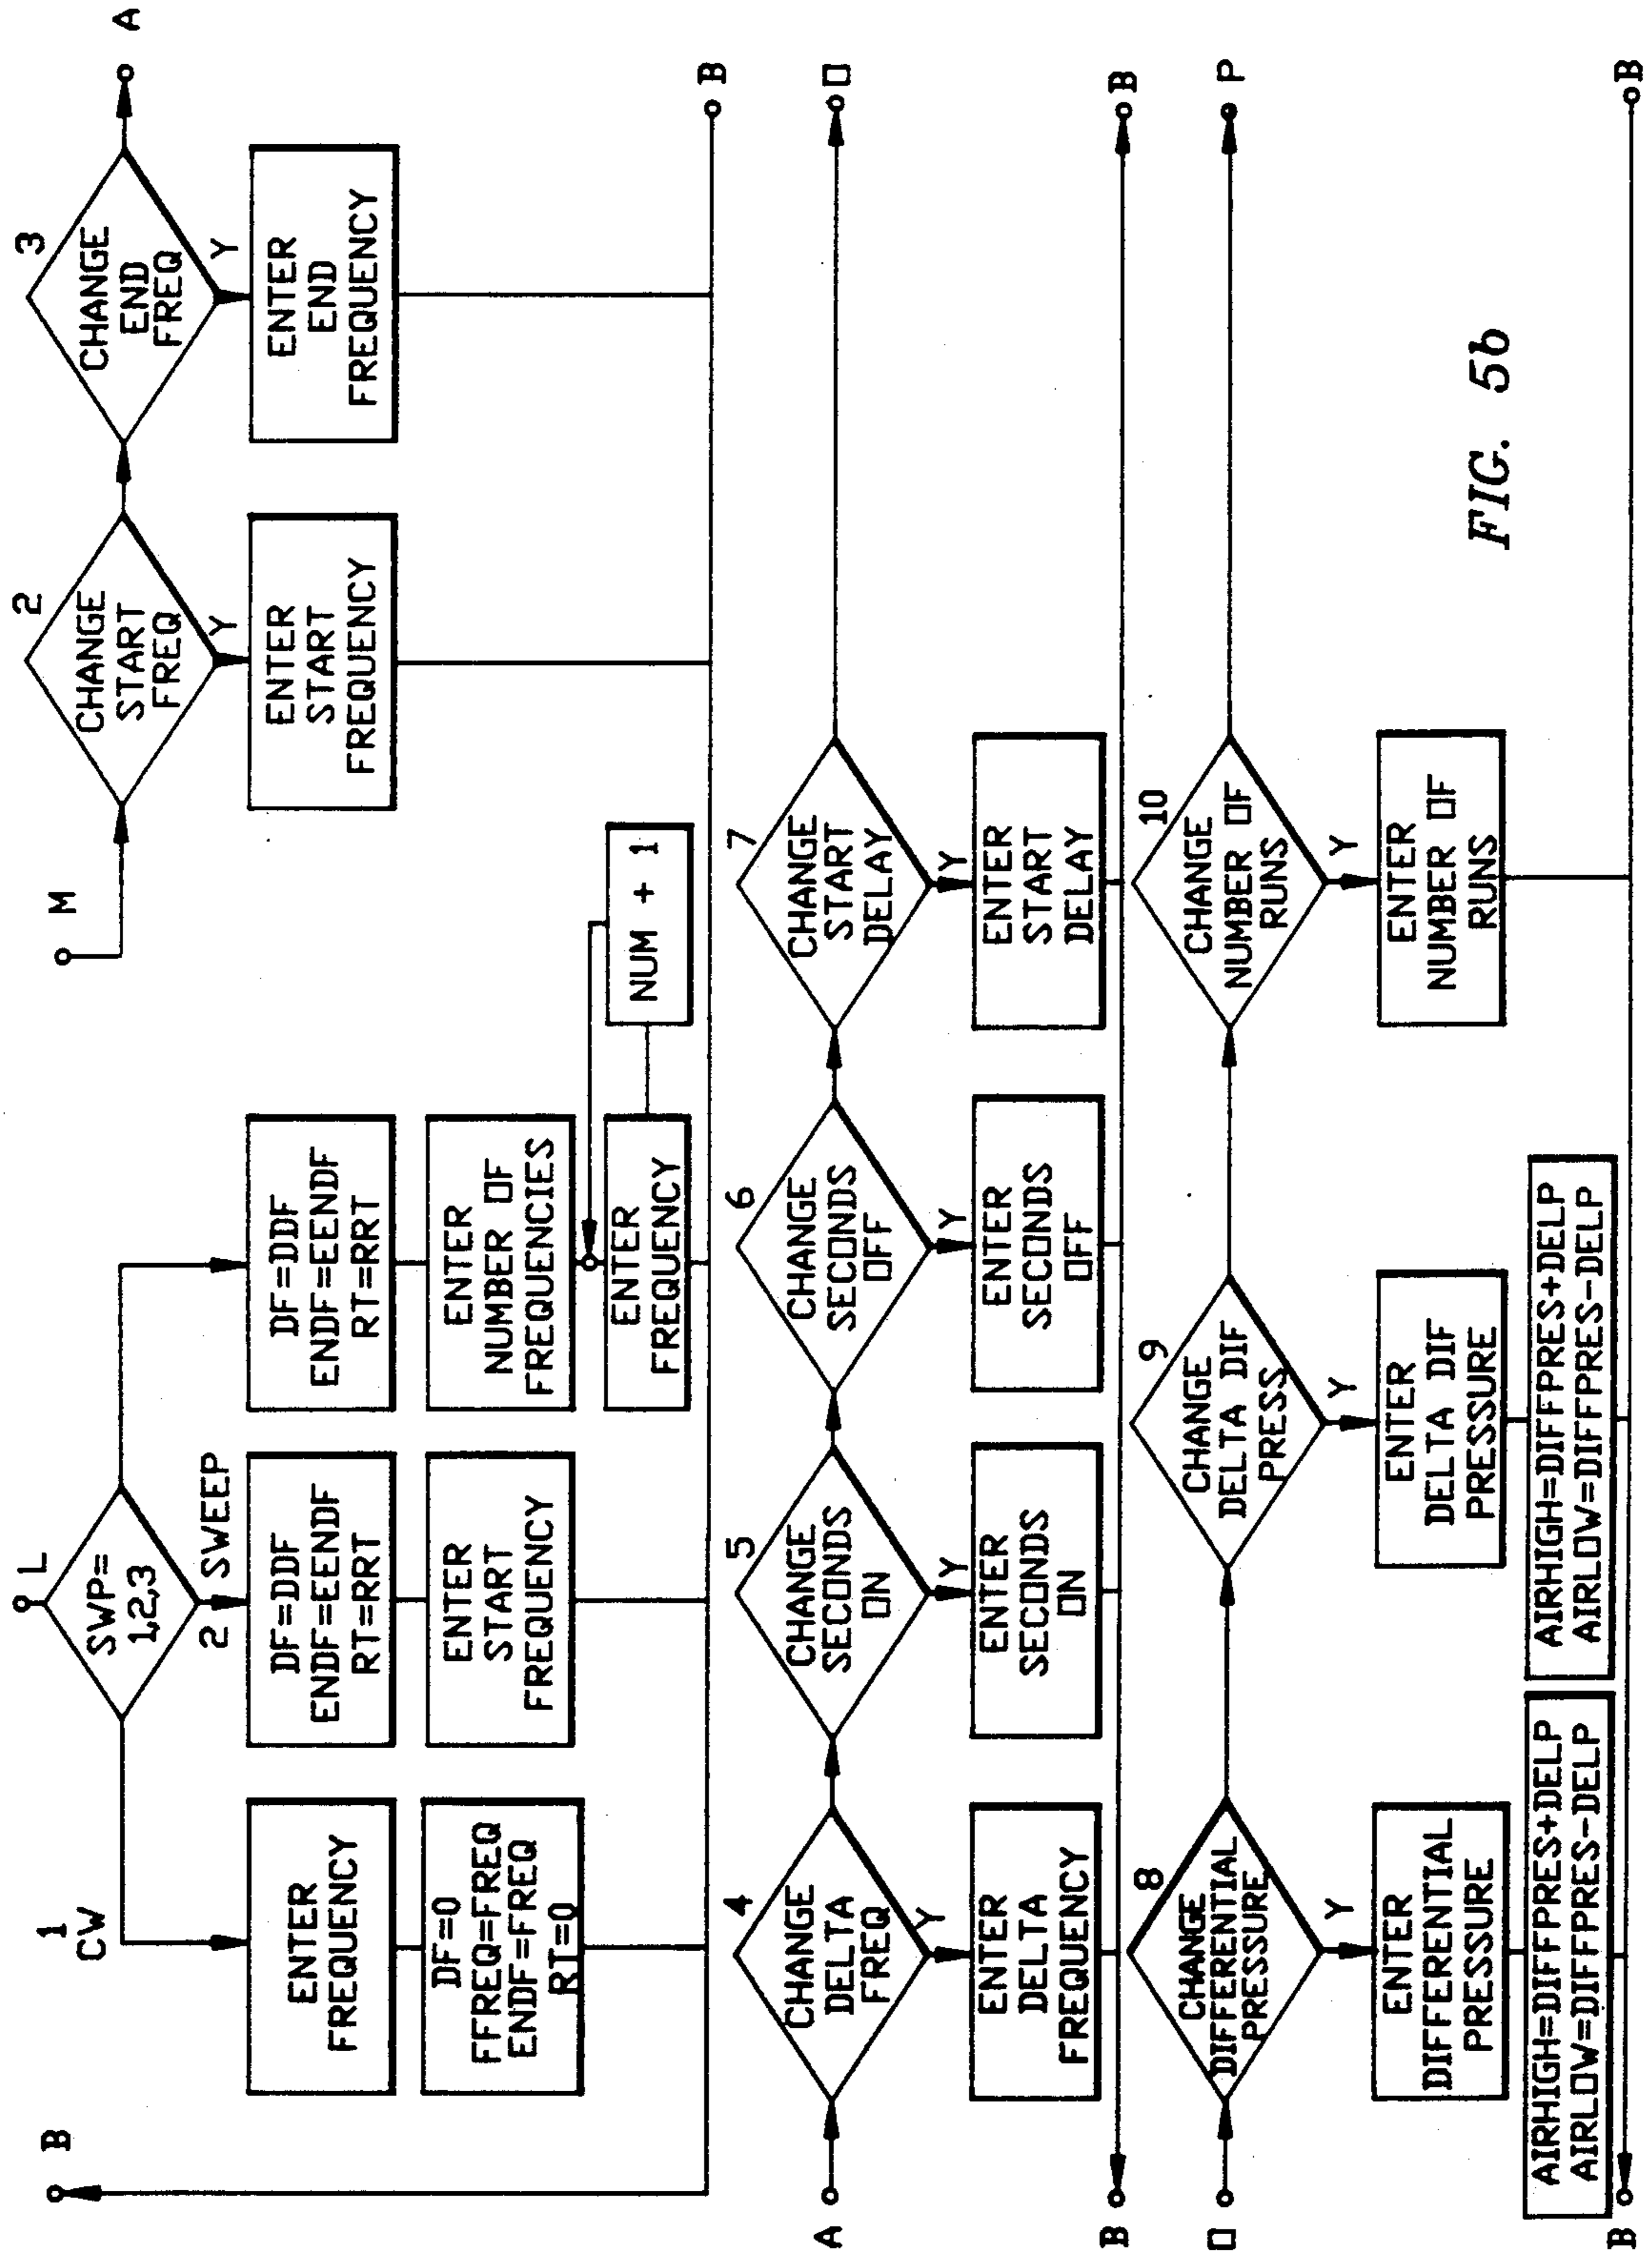 B
1
CW
L
SWP=
1,2,3
2 SWEEP
ENTER
FREQUENCY
DF=0
FFREQ=FREQ
ENDF=FREQ
RT=0
DF=DDF
ENDF=EENDF
RT=RRT
ENTER
START
FREQUENCY
DF=DDF
ENDF=EENDF
RT=RRT
ENTER
NUMBER OF
FREQUENCIES
ENTER
FREQUENCY
NUM + 1
M
2
CHANGE
START
FREQ
Y
ENTER
START
FREQUENCY
3
CHANGE
END
FREQ
Y
ENTER
END
FREQUENCY
A
B
A
4
CHANGE
DELTA
FREQ
Y
ENTER
DELTA
FREQUENCY
5
CHANGE
SECONDS
ON
Y
ENTER
SECONDS
ON
6
CHANGE
SECONDS
OFF
Y
ENTER
SECONDS
OFF
7
CHANGE
START
DELAY
Y
ENTER
START
DELAY
O
B
B
O
8
CHANGE
DIFFERENTIAL
PRESSURE
Y
ENTER
DIFFERENTIAL
PRESSURE
AIRHIGH=DIFFPRES+DELP
AIRLOW=DIFFPRES-DELP
9
CHANGE
DELTA DIF
PRESS
Y
ENTER
DELTA DIF
PRESSURE
AIRHIGH=DIFFPRES+DELP
AIRLOW=DIFFPRES-DELP
10
CHANGE
NUMBER OF
RUNS
Y
ENTER
NUMBER OF
RUNS
P
B
B
FIG. 5b